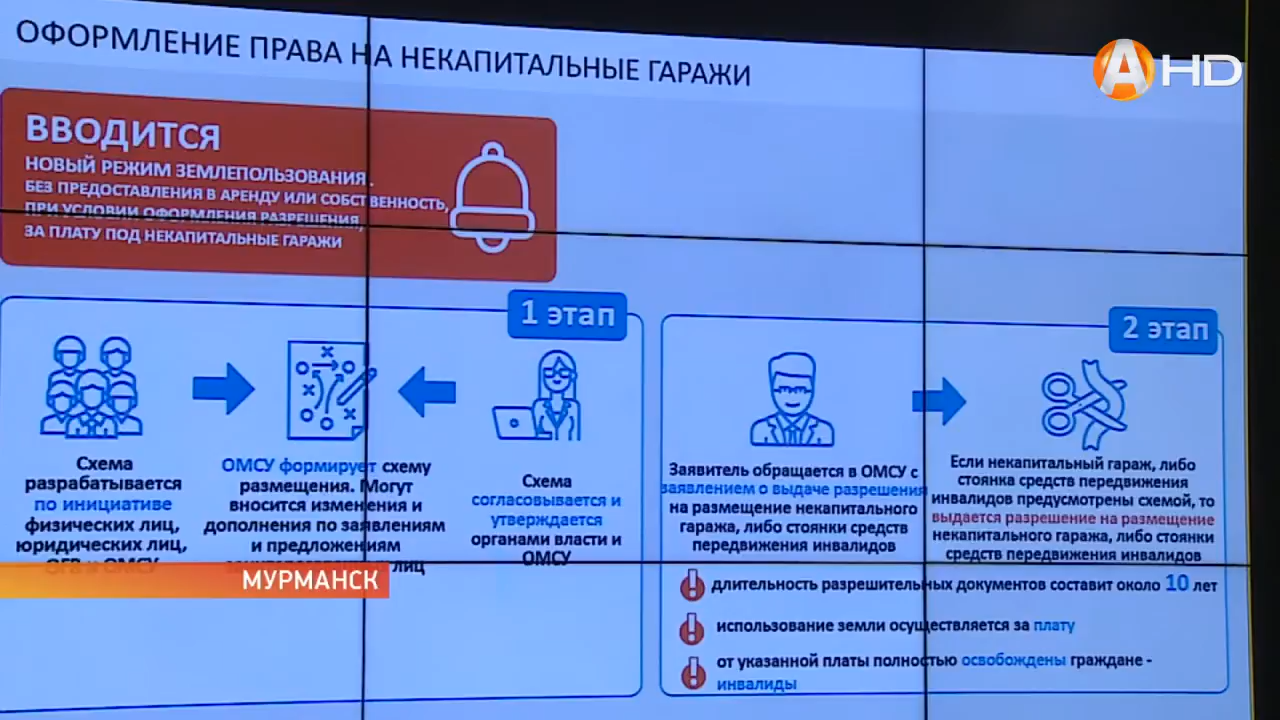 ОФОРМЛЕНИЕ ПРАВА НА НЕКАПИТАЛЬНЫЕ ГАРАЖИ
А HD
ВВОДИТСЯ
НОВЫЙ РЕЖИМ ЗЕМЛЕПОЛЬЗОВАНИЯ.
БЕЗ ПРЕДОСТАВЛЕНИЯ В АРЕНДУ ИЛИ СОБСТВЕННОСТЬ,
ПРИ УСЛОВИИ ОФОРМЛЕНИЯ РАЗРЕШЕНИЯ,
ЗА ПЛАТУ ПОД НЕКАПИТАЛЬНЫЕ ГАРАЖИ
1 этап
Схема
разрабатывается
по инициативе
физических лиц,
юридических лиц,
ОГВ и ОМСУ
ОМСУ формирует схему
размещения. Могут
вносится изменения и
дополнения по заявлениям
и предложениям
лиц
Схема
согласовывается и
утверждается
органами власти и
ОМСУ
2 этап
Заявитель обращается в ОМСУ с
заявлением о выдаче разрешения
на размещение некапитального
гаража, либо стоянки средств
передвижения инвалидов
Если некапитальный гараж, либо
стоянка средств передвижения
инвалидов предусмотрены схемой, то
выдается разрешение на размещение
некапитального гаража, либо стоянки
средств передвижения инвалидов
длительность разрешительных документов составит около 10 лет
использование земли осуществляется за плату
от указанной платы полностью освобождены граждане -
инвалиды
МУРМАНСК